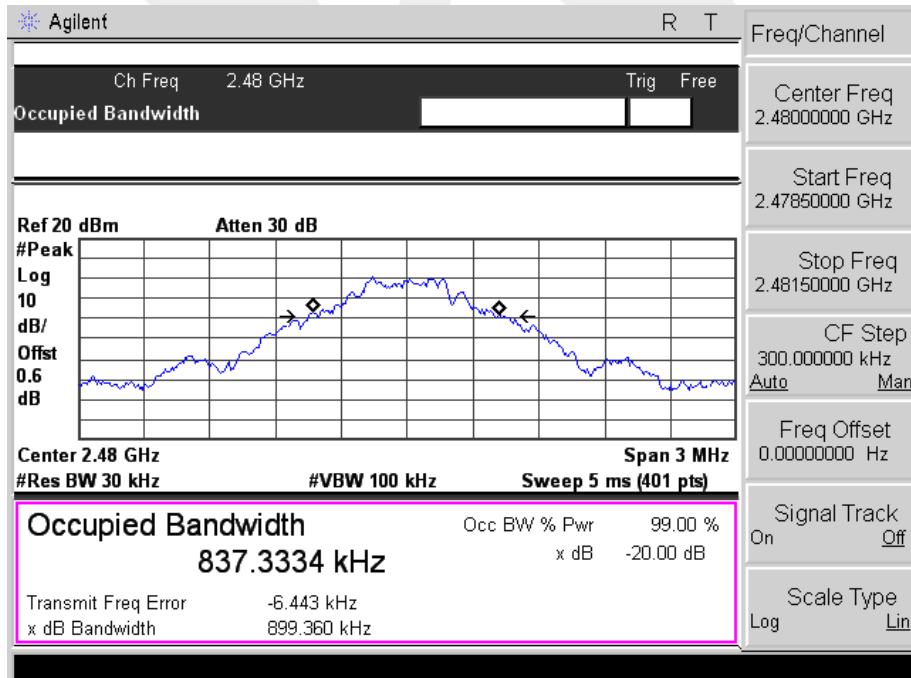 Agilent R T
Ch Freq 2.48 GHz Trig Free
Occupied Bandwidth
Ref 20 dBm Atten 30 dB
#Peak
Log
10
dB/
Offst
0.6
dB
Center 2.48 GHz Span 3 MHz
#Res BW 30 kHz #VBW 100 kHz Sweep 5 ms (401 pts)
Occupied Bandwidth Occ BW % Pwr 99.00 %
837.3334 kHz x dB -20.00 dB
Transmit Freq Error -6.443 kHz
x dB Bandwidth 899.360 kHz
Freq/Channel
Center Freq
2.48000000 GHz
Start Freq
2.47850000 GHz
Stop Freq
2.48150000 GHz
CF Step
300.000000 kHz
Auto Man
Freq Offset
0.00000000 Hz
Signal Track
On Off
Scale Type
Log Lin